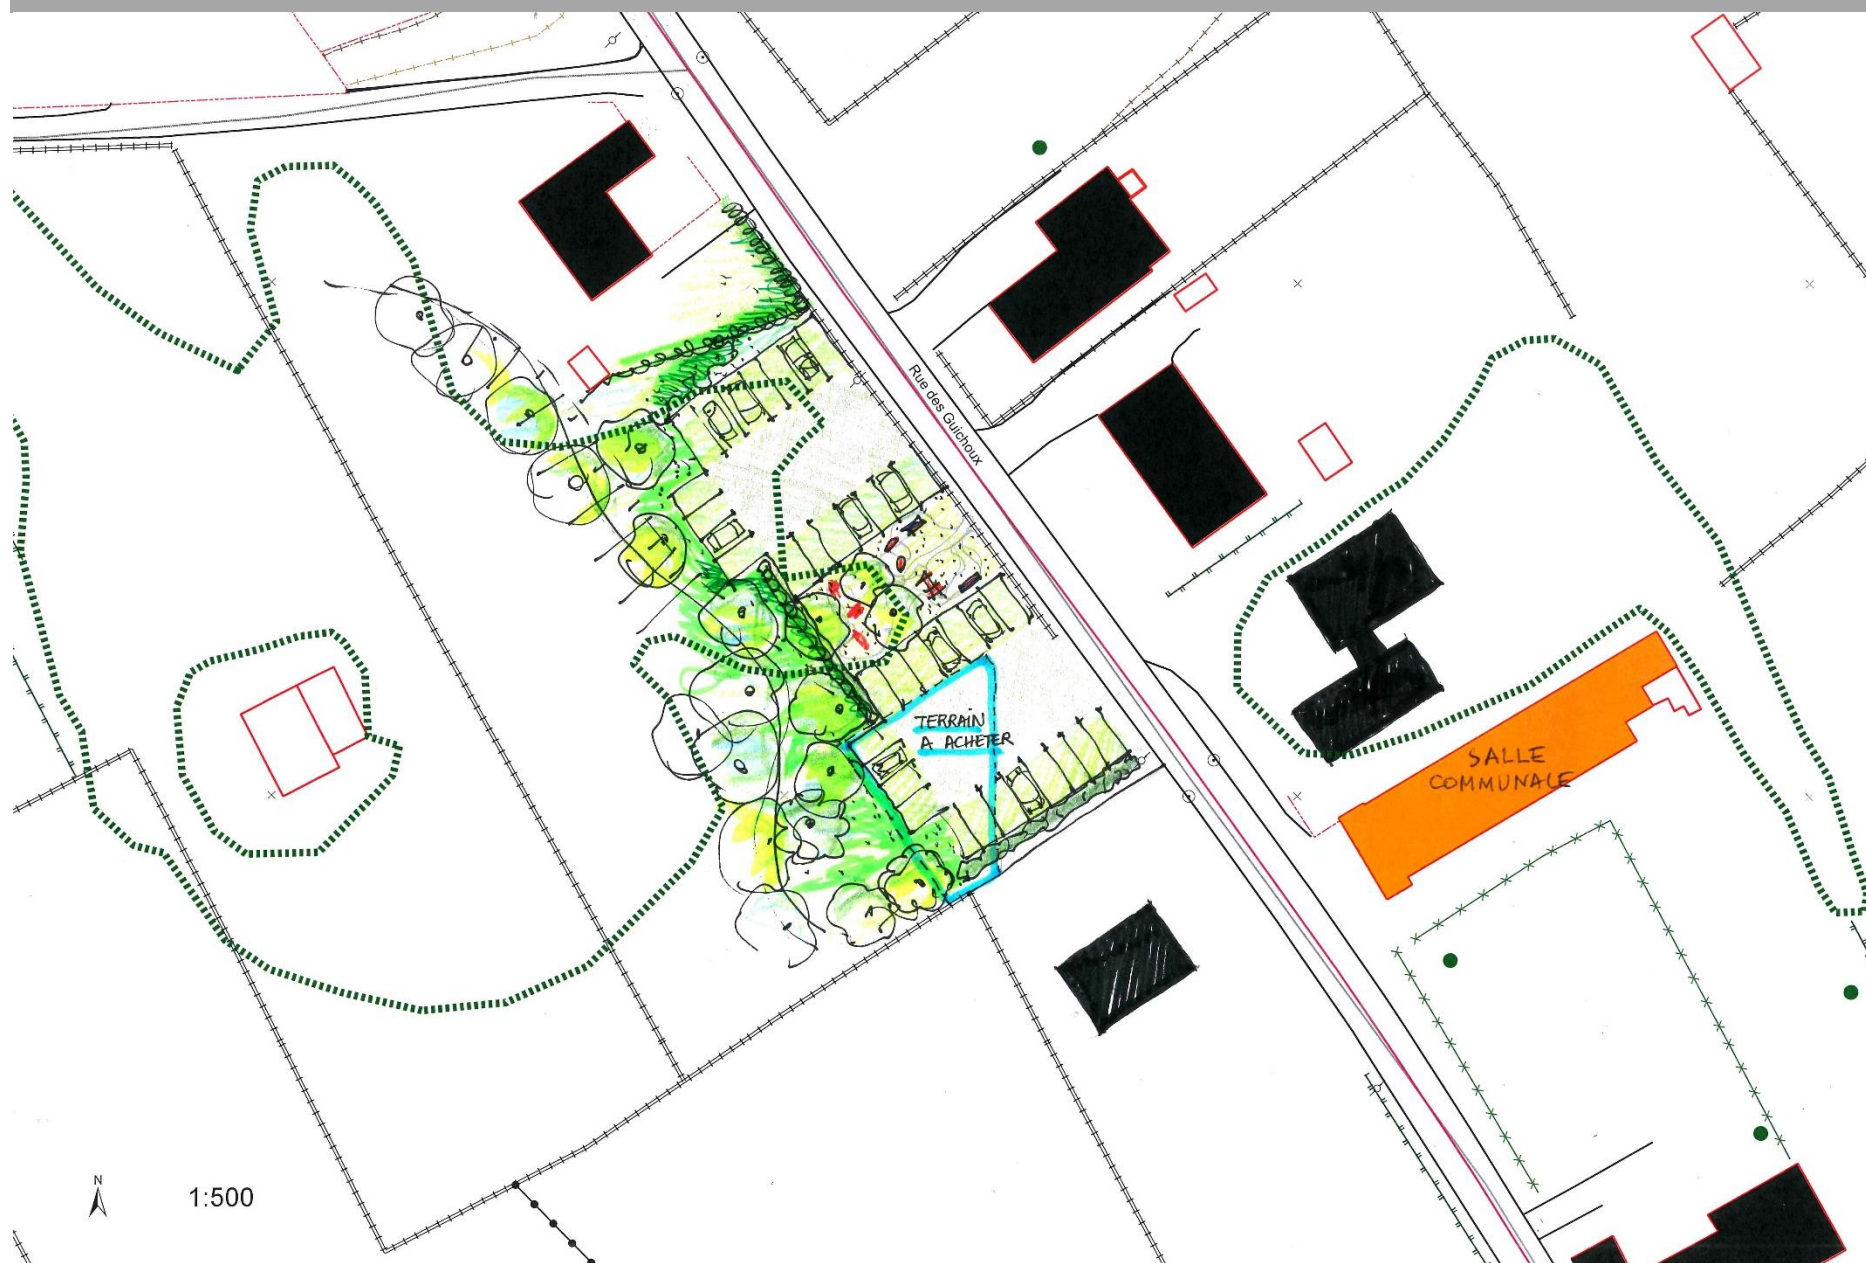 Rue des Guichoux
TERRAIN
A ACHETER
SALLE
COMMUNALE
N
1:500